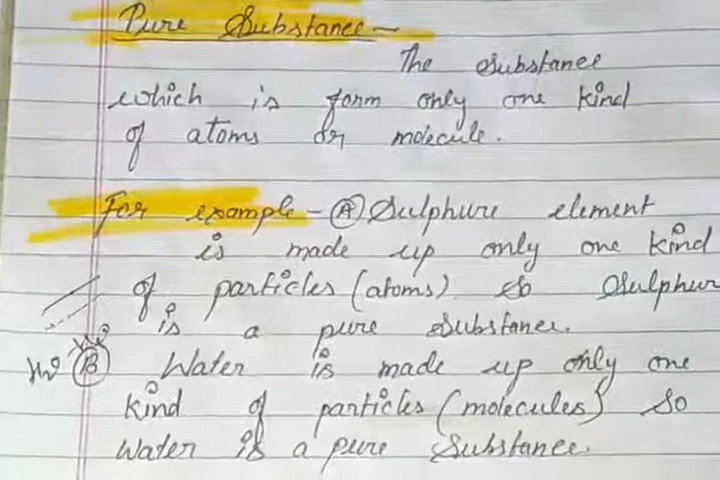 Pure Substance -
The substance
which is form only one kind
of atoms or molecule.
For example - (A) Sulphure element
is made up only one kind
of particles (atoms) so Sulphur
is a pure substance.
(B) Water is made up only one
kind of particles (molecules) so
Water is a pure Substance.